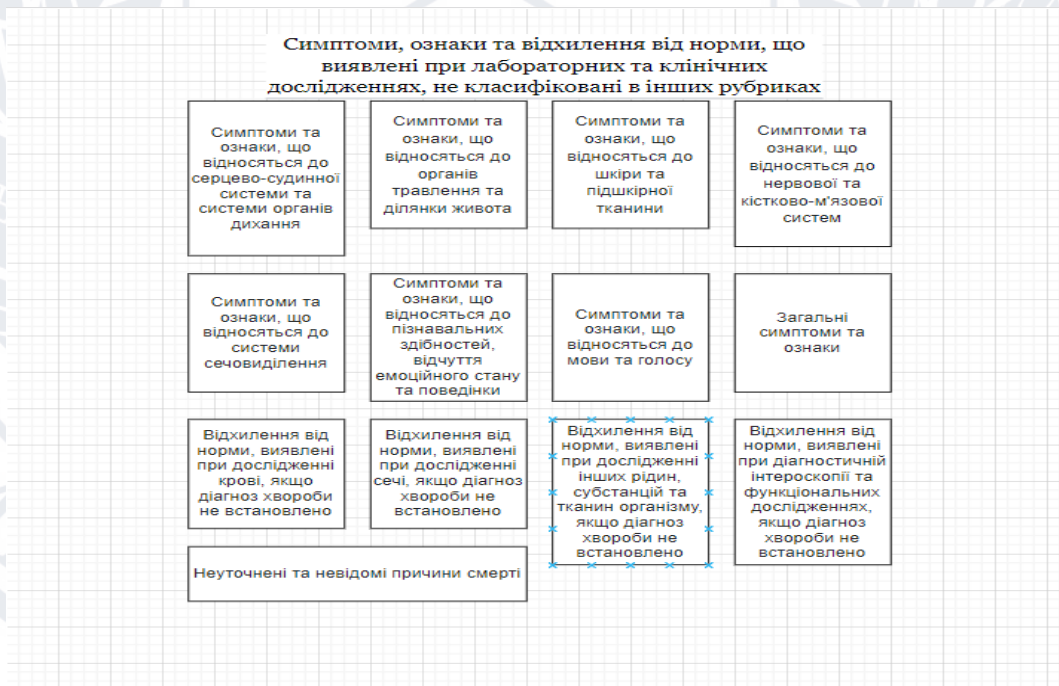 Симптоми, ознаки та відхилення від норми, що
виявлені при лабораторних та клінічних
дослідженнях, не класифіковані в інших рубриках
Симптоми та
ознаки, що
відносяться до
серцево-судинної
системи та
системи органів
дихання
Симптоми та
ознаки, що
відносяться до
органів
травлення та
ділянки живота
Симптоми та
ознаки, що
відносяться до
шкіри та
підшкірної
тканини
Симптоми та
ознаки, що
відносяться до
нервової та
кістково-м'язової
систем
Симптоми та
ознаки, що
відносяться до
системи
сечовиділення
Симптоми та
ознаки, що
відносяться до
пізнавальних
здібностей,
відчуття
емоційного стану
та поведінки
Симптоми та
ознаки, що
відносяться до
мови та голосу
Загальні
симптоми та
ознаки
Відхилення від
норми, виявлені
при дослідженні
крові, якщо
діагноз хвороби
не встановлено
Відхилення від
норми, виявлені
при дослідженні
сечі, якщо діагноз
хвороби не
встановлено
Відхилення від
норми, виявлені
при дослідженні
інших рідин,
субстанцій та
тканин організму,
якщо діагноз
хвороби не
встановлено
Відхилення від
норми, виявлені
при діагностичній
інтероскопії та
функціональних
дослідженнях,
якщо діагноз
хвороби не
встановлено
Неуточнені та невідомі причини смерті